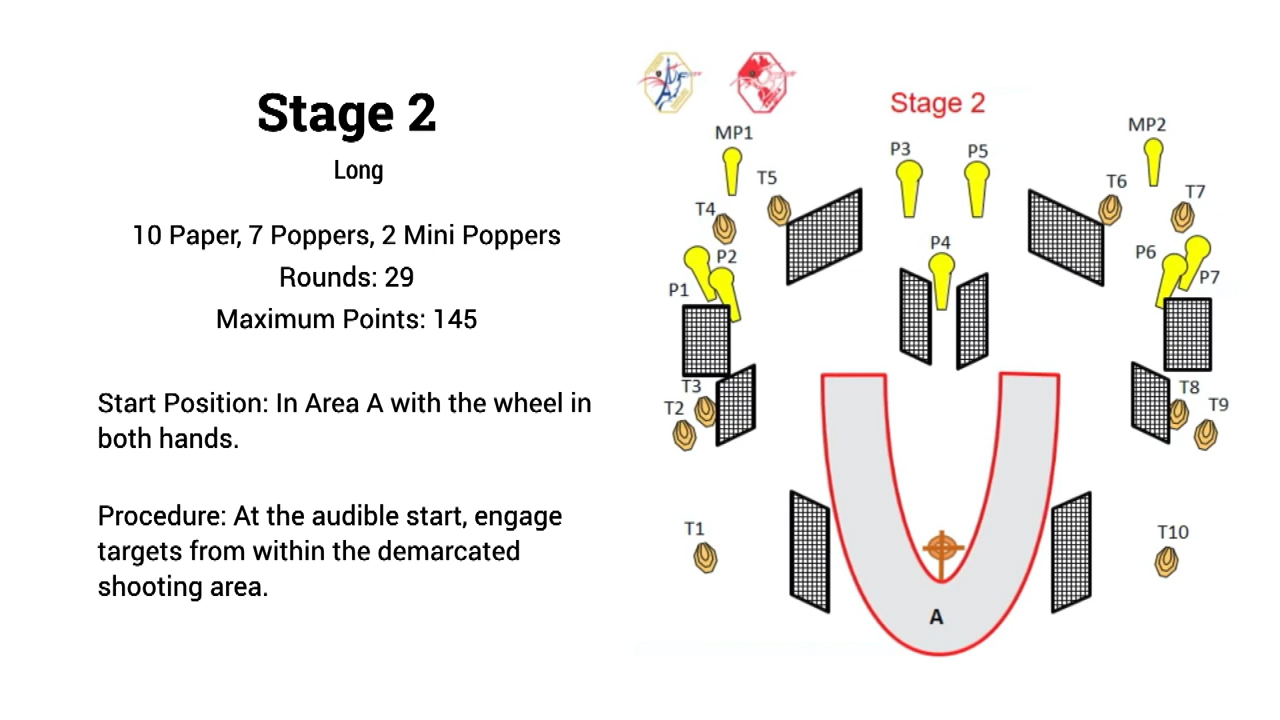 Stage 2
Long
10 Paper, 7 Poppers, 2 Mini Poppers
Rounds: 29
Maximum Points: 145
Start Position: In Area A with the wheel in
both hands.
Procedure: At the audible start, engage
targets from within the demarcated
shooting area.
Stage 2
MP1
MP2
P3
P5
T5
T6
T7
T4
P4
P2
P6
P1
P7
T3
T8
T2
T9
T1
T10
A